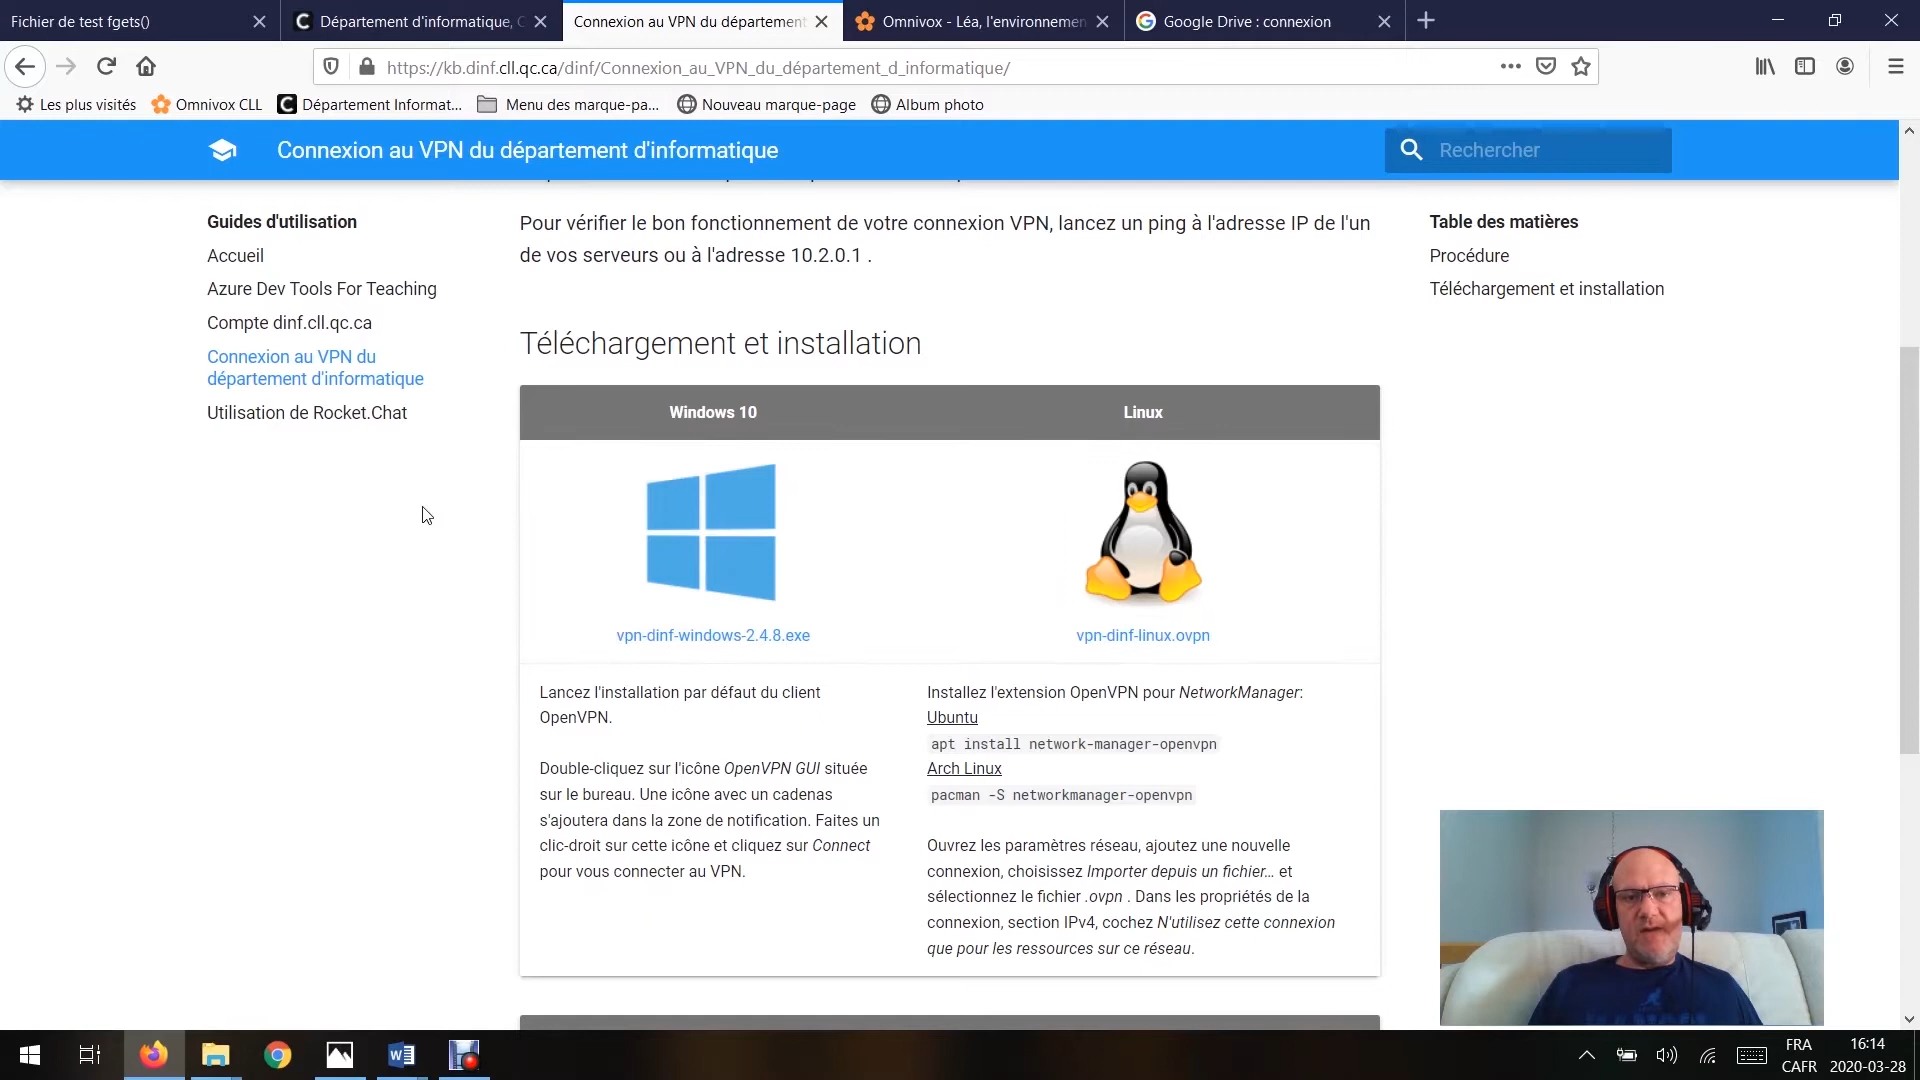 Fichier de test fgets()
Département d'informatique, C
Connexion au VPN du département
Omnivox - Léa, l'environnemen
Google Drive : connexion
https://kb.dinf.cll.qc.ca/dinf/Connexion_au_VPN_du_département_d_informatique/
Les plus visités
Omnivox CLL
Département Informat...
Menu des marque-pa...
Nouveau marque-page
Album photo
Connexion au VPN du département d'informatique
Rechercher
Guides d'utilisation
Accueil
Azure Dev Tools For Teaching
Compte dinf.cll.qc.ca
Connexion au VPN du
département d'informatique
Utilisation de Rocket.Chat
Pour vérifier le bon fonctionnement de votre connexion VPN, lancez un ping à l'adresse IP de l'un
de vos serveurs ou à l'adresse 10.2.0.1 .
Téléchargement et installation
Windows 10
Linux
vpn-dinf-windows-2.4.8.exe
vpn-dinf-linux.ovpn
Lancez l'installation par défaut du client
OpenVPN.
Double-cliquez sur l'icône OpenVPN GUI située
sur le bureau. Une icône avec un cadenas
s'ajoutera dans la zone de notification. Faites un
clic-droit sur cette icône et cliquez sur Connect
pour vous connecter au VPN.
Installez l'extension OpenVPN pour NetworkManager:
Ubuntu
apt install network-manager-openvpn
Arch Linux
pacman -S networkmanager-openvpn
Ouvrez les paramètres réseau, ajoutez une nouvelle
connexion, choisissez Importer depuis un fichier... et
sélectionnez le fichier .ovpn . Dans les propriétés de la
connexion, section IPv4, cochez N'utilisez cette connexion
que pour les ressources sur ce réseau.
Table des matières
Procédure
Téléchargement et installation
FRA
CAFR
16:14
2020-03-28